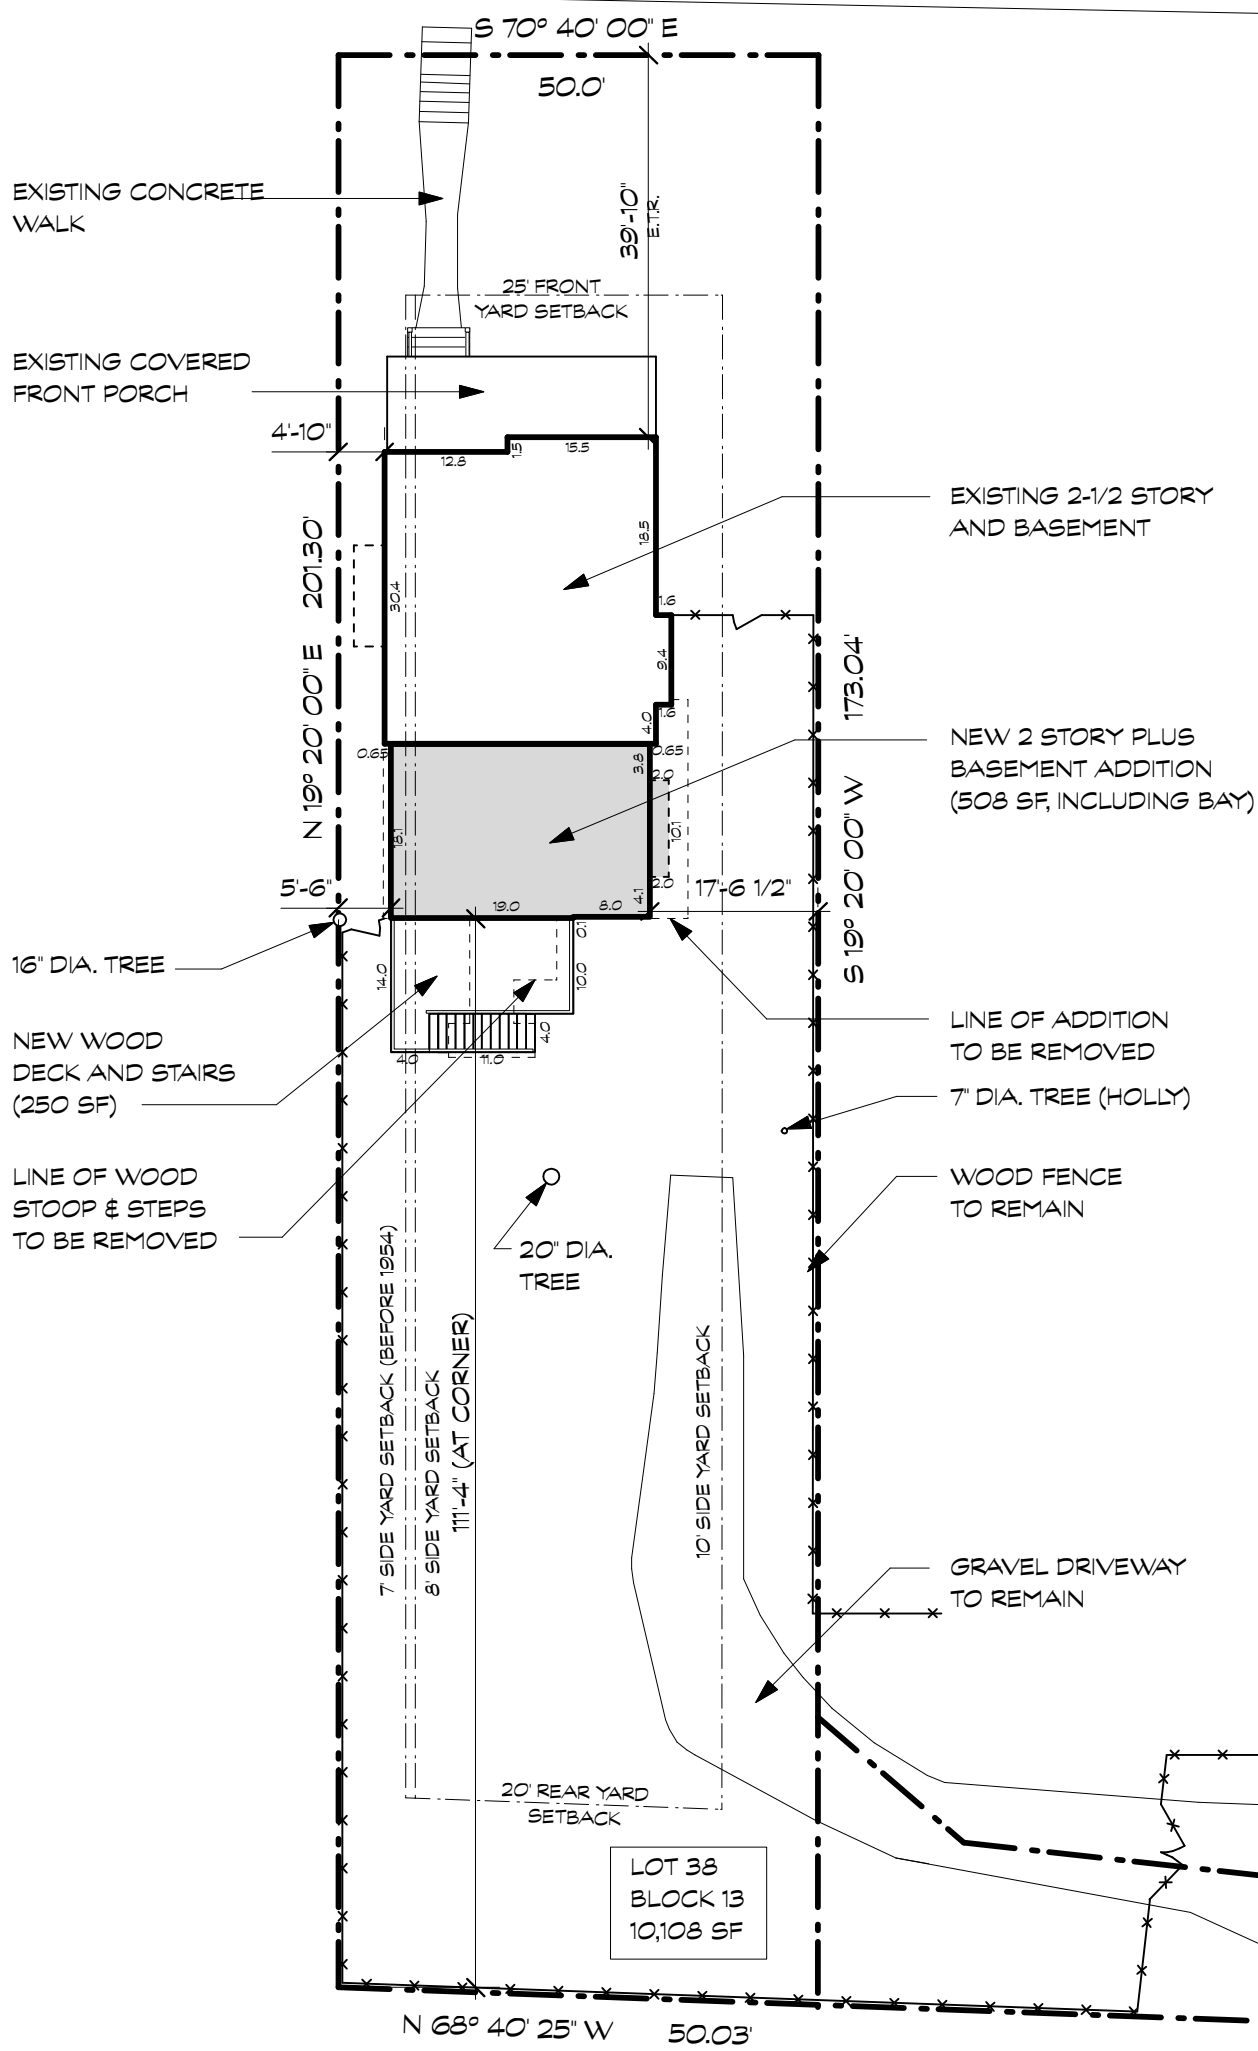 S 70° 40' 00" E
50.0'
EXISTING CONCRETE
WALK
39'-10"
E.T.R.
25' FRONT
YARD SETBACK
EXISTING COVERED
FRONT PORCH
4'-10"
12.8
1.5
15.5
EXISTING 2-1/2 STORY
AND BASEMENT
18.5
30.4
1.6
9.4
1.6
4.0
N 19° 20' 00" E 201.30'
173.04'
S 19° 20' 00" W
NEW 2 STORY PLUS
BASEMENT ADDITION
(508 SF, INCLUDING BAY)
0.65
0.65
3.8
2.0
10.1
18.1
2.0
4.1
5'-6"
17'-6 1/2"
19.0
8.0
0.1
16" DIA. TREE
14.0
10.0
4.0
11.0
4.0
NEW WOOD
DECK AND STAIRS
(250 SF)
LINE OF ADDITION
TO BE REMOVED
7" DIA. TREE (HOLLY)
LINE OF WOOD
STOOP & STEPS
TO BE REMOVED
WOOD FENCE
TO REMAIN
20" DIA.
TREE
7' SIDE YARD SETBACK (BEFORE 1954)
8' SIDE YARD SETBACK
111'-4" (AT CORNER)
10' SIDE YARD SETBACK
GRAVEL DRIVEWAY
TO REMAIN
20' REAR YARD
SETBACK
LOT 38
BLOCK 13
10,108 SF
N 68° 40' 25" W
50.03'